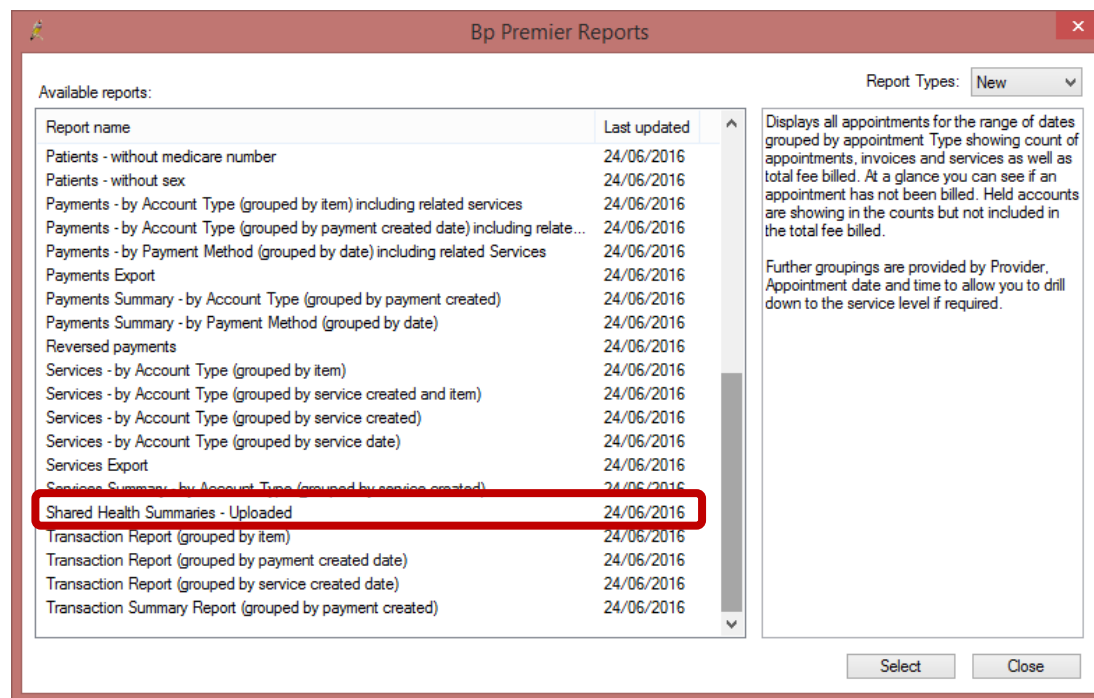 Bp Premier Reports
Available reports:
Report Types: New
Report name Last updated
Patients - without medicare number 24/06/2016
Patients - without sex 24/06/2016
Payments - by Account Type (grouped by item) including related services 24/06/2016
Payments - by Account Type (grouped by payment created date) including relate... 24/06/2016
Payments - by Payment Method (grouped by date) including related Services 24/06/2016
Payments Export 24/06/2016
Payments Summary - by Account Type (grouped by payment created) 24/06/2016
Payments Summary - by Payment Method (grouped by date) 24/06/2016
Reversed payments 24/06/2016
Services - by Account Type (grouped by item) 24/06/2016
Services - by Account Type (grouped by service created and item) 24/06/2016
Services - by Account Type (grouped by service created) 24/06/2016
Services - by Account Type (grouped by service date) 24/06/2016
Services Export 24/06/2016
Services Summary - by Account Type (grouped by service created) 24/06/2016
Shared Health Summaries - Uploaded 24/06/2016
Transaction Report (grouped by item) 24/06/2016
Transaction Report (grouped by payment created date) 24/06/2016
Transaction Report (grouped by service created date) 24/06/2016
Transaction Summary Report (grouped by payment created) 24/06/2016
Displays all appointments for the range of dates
grouped by appointment Type showing count of
appointments, invoices and services as well as
total fee billed. At a glance you can see if an
appointment has not been billed. Held accounts
are showing in the counts but not included in
the total fee billed.
Further groupings are provided by Provider,
Appointment date and time to allow you to drill
down to the service level if required.
Select
Close